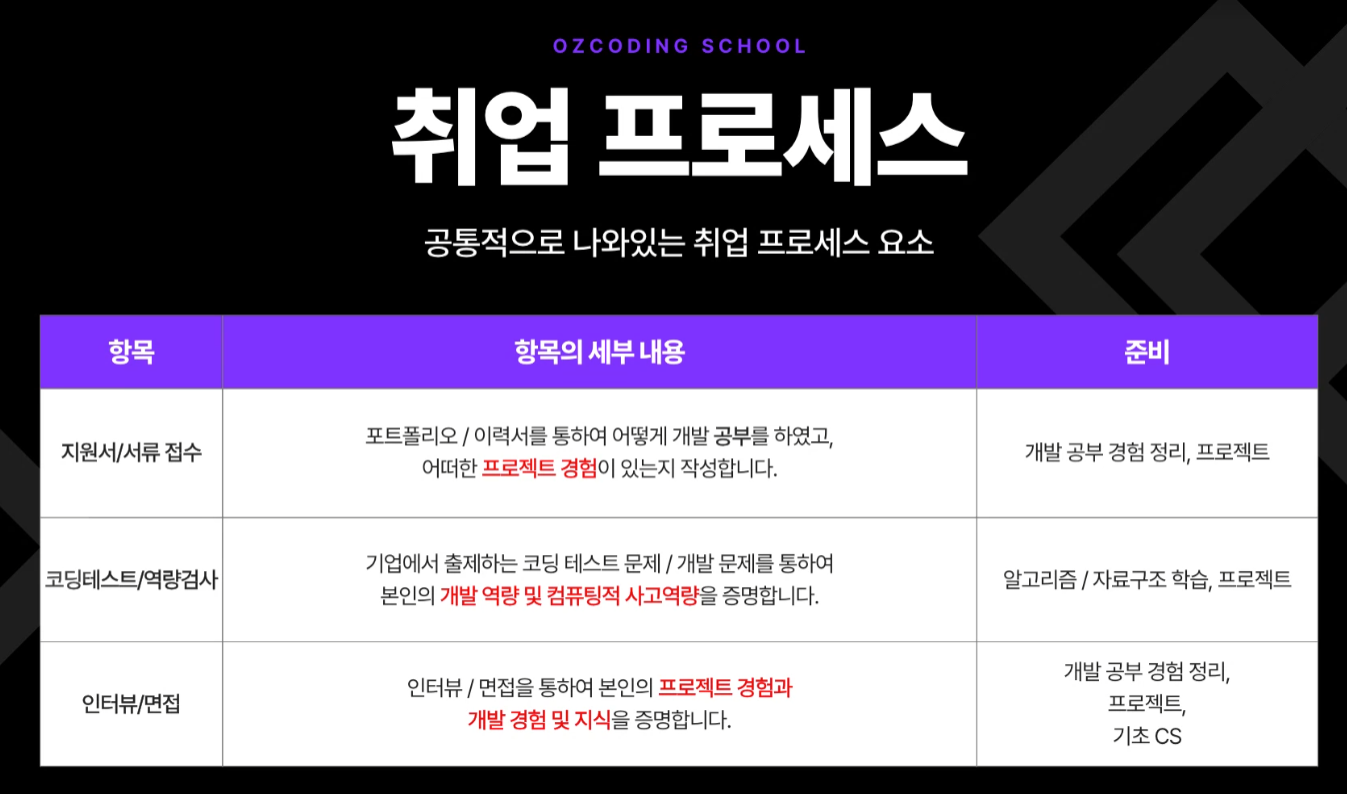 OZCODING SCHOOL
취업 프로세스
공통적으로 나와있는 취업 프로세스 요소
항목
항목의 세부 내용
준비
지원서/서류 접수
포트폴리오 / 이력서를 통하여 어떻게 개발 공부를 하였고,
어떠한 프로젝트 경험이 있는지 작성합니다.
개발 공부 경험 정리, 프로젝트
코딩테스트/역량검사
기업에서 출제하는 코딩 테스트 문제 / 개발 문제를 통하여
본인의 개발 역량 및 컴퓨팅적 사고역량을 증명합니다.
알고리즘 / 자료구조 학습, 프로젝트
인터뷰/면접
인터뷰 / 면접을 통하여 본인의 프로젝트 경험과
개발 경험 및 지식을 증명합니다.
개발 공부 경험 정리,
프로젝트,
기초 CS